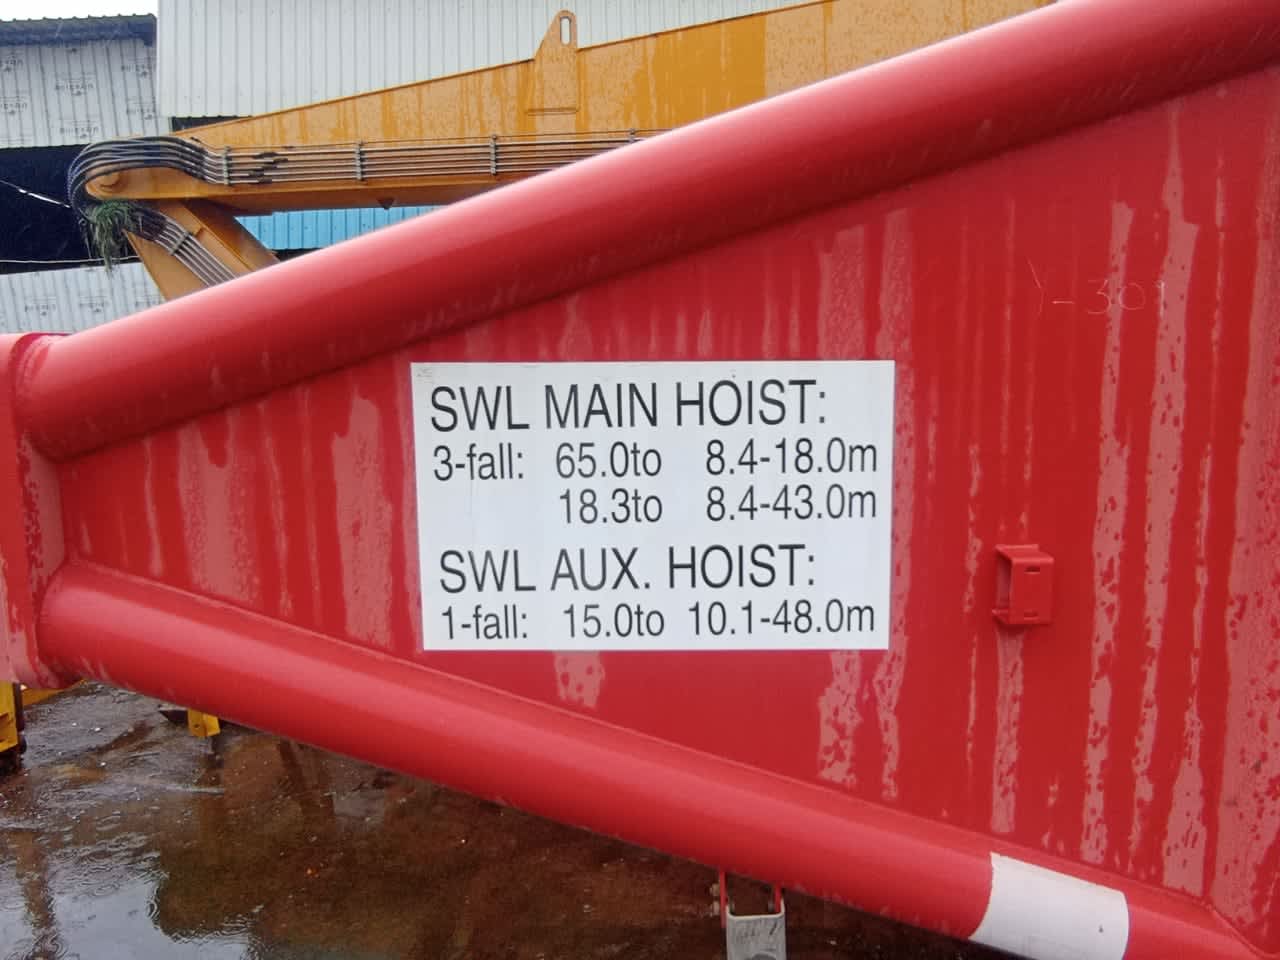 SWL MAIN HOIST:
3-fall: 65.0to 8.4-18.0m
18.3to 8.4-43.0m
SWL AUX. HOIST:
1-fall: 15.0to 10.1-48.0m